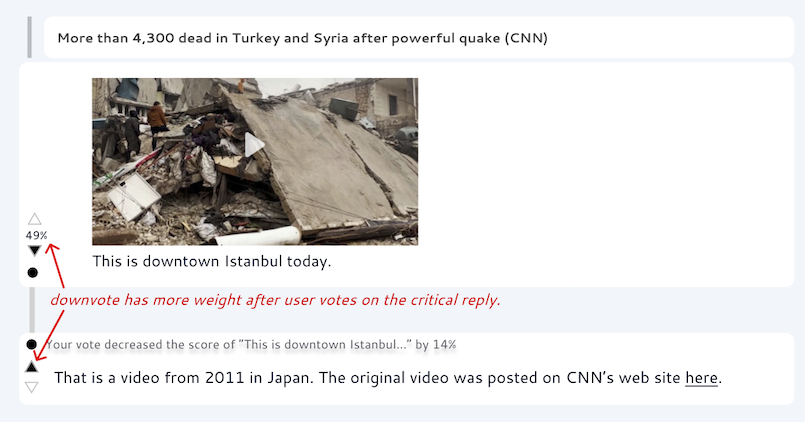 More than 4,300 dead in Turkey and Syria after powerful quake (CNN)
49%
This is downtown Istanbul today.
downvote has more weight after user votes on the critical reply.
Your vote decreased the score of "This is downtown Istanbul..." by 14%
That is a video from 2011 in Japan. The original video was posted on CNN's web site here.